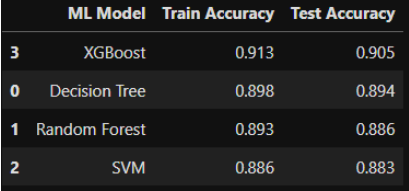 ML Model Train Accuracy Test Accuracy
3 XGBoost 0.913 0.905
0 Decision Tree 0.898 0.894
1 Random Forest 0.893 0.886
2 SVM 0.886 0.883